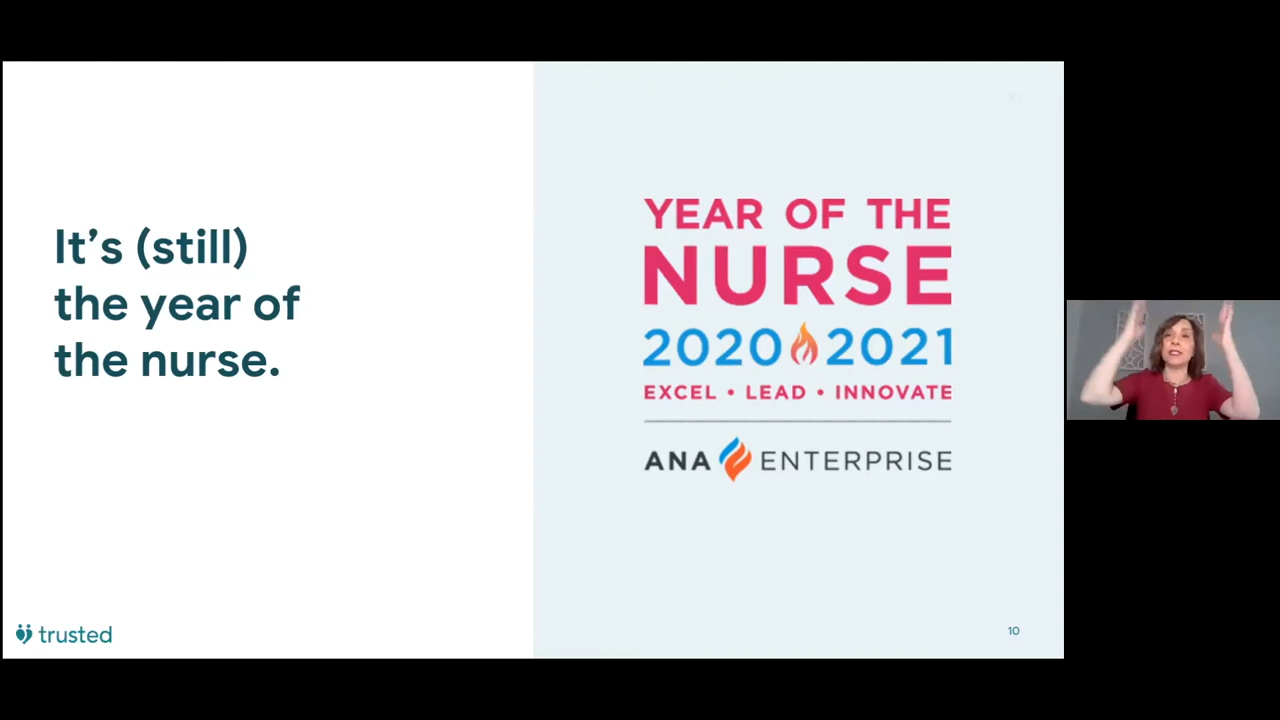 It's (still)
the year of
the nurse.
YEAR OF THE
NURSE
2020 2021
EXCEL • LEAD • INNOVATE
ANA ENTERPRISE
trusted
10